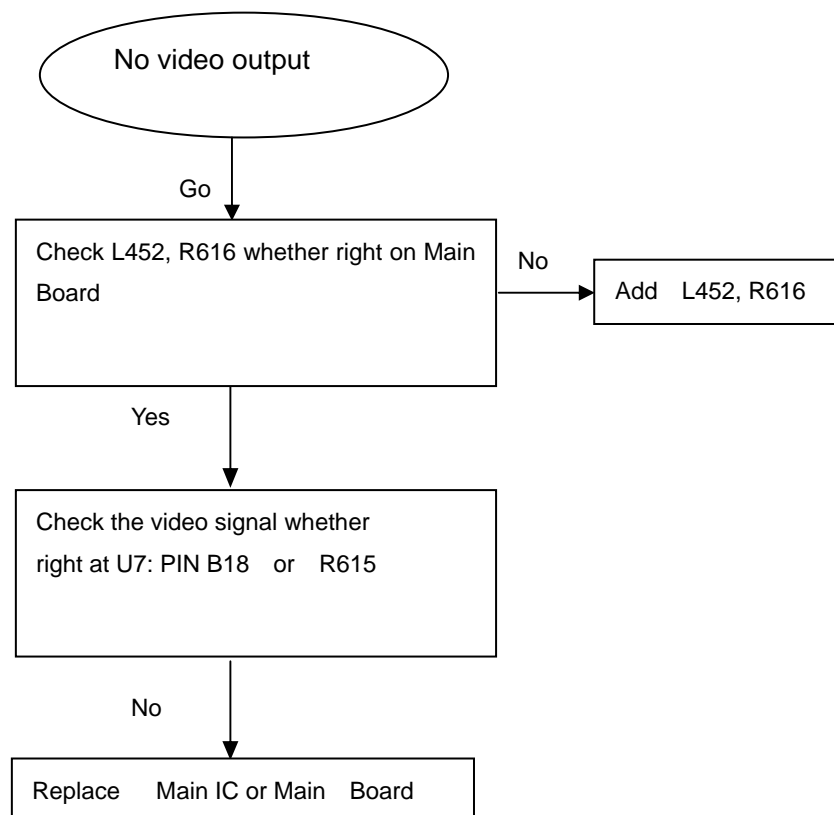 No video output
Go
Check L452, R616 whether right on Main
Board
No
Add L452, R616
Yes
Check the video signal whether
right at U7: PIN B18 or R615
No
Replace Main IC or Main Board